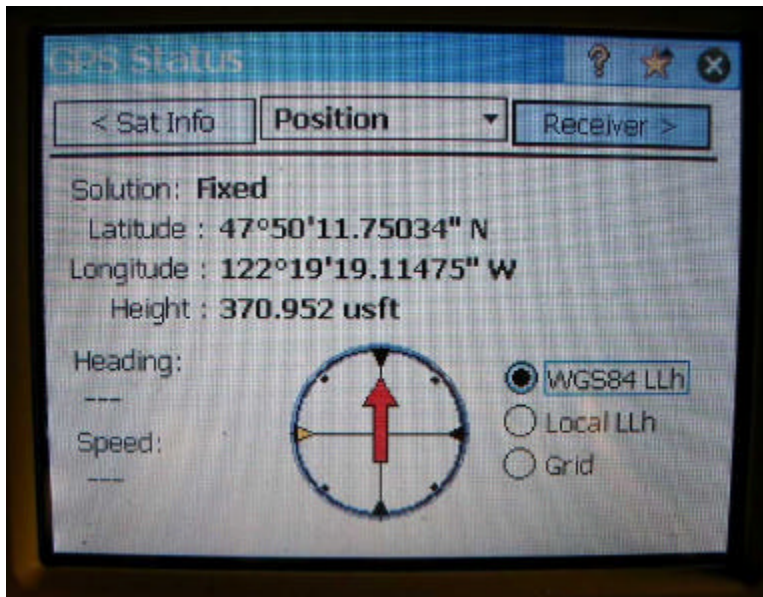 GPS Status
< Sat Info
Position
Receiver >
Solution: Fixed
Latitude : 47°50'11.75034" N
Longitude : 122°19'19.11475" W
Height : 370.952 usft
Heading:
---
Speed:
---
WGS84 LLh
Local LLh
Grid